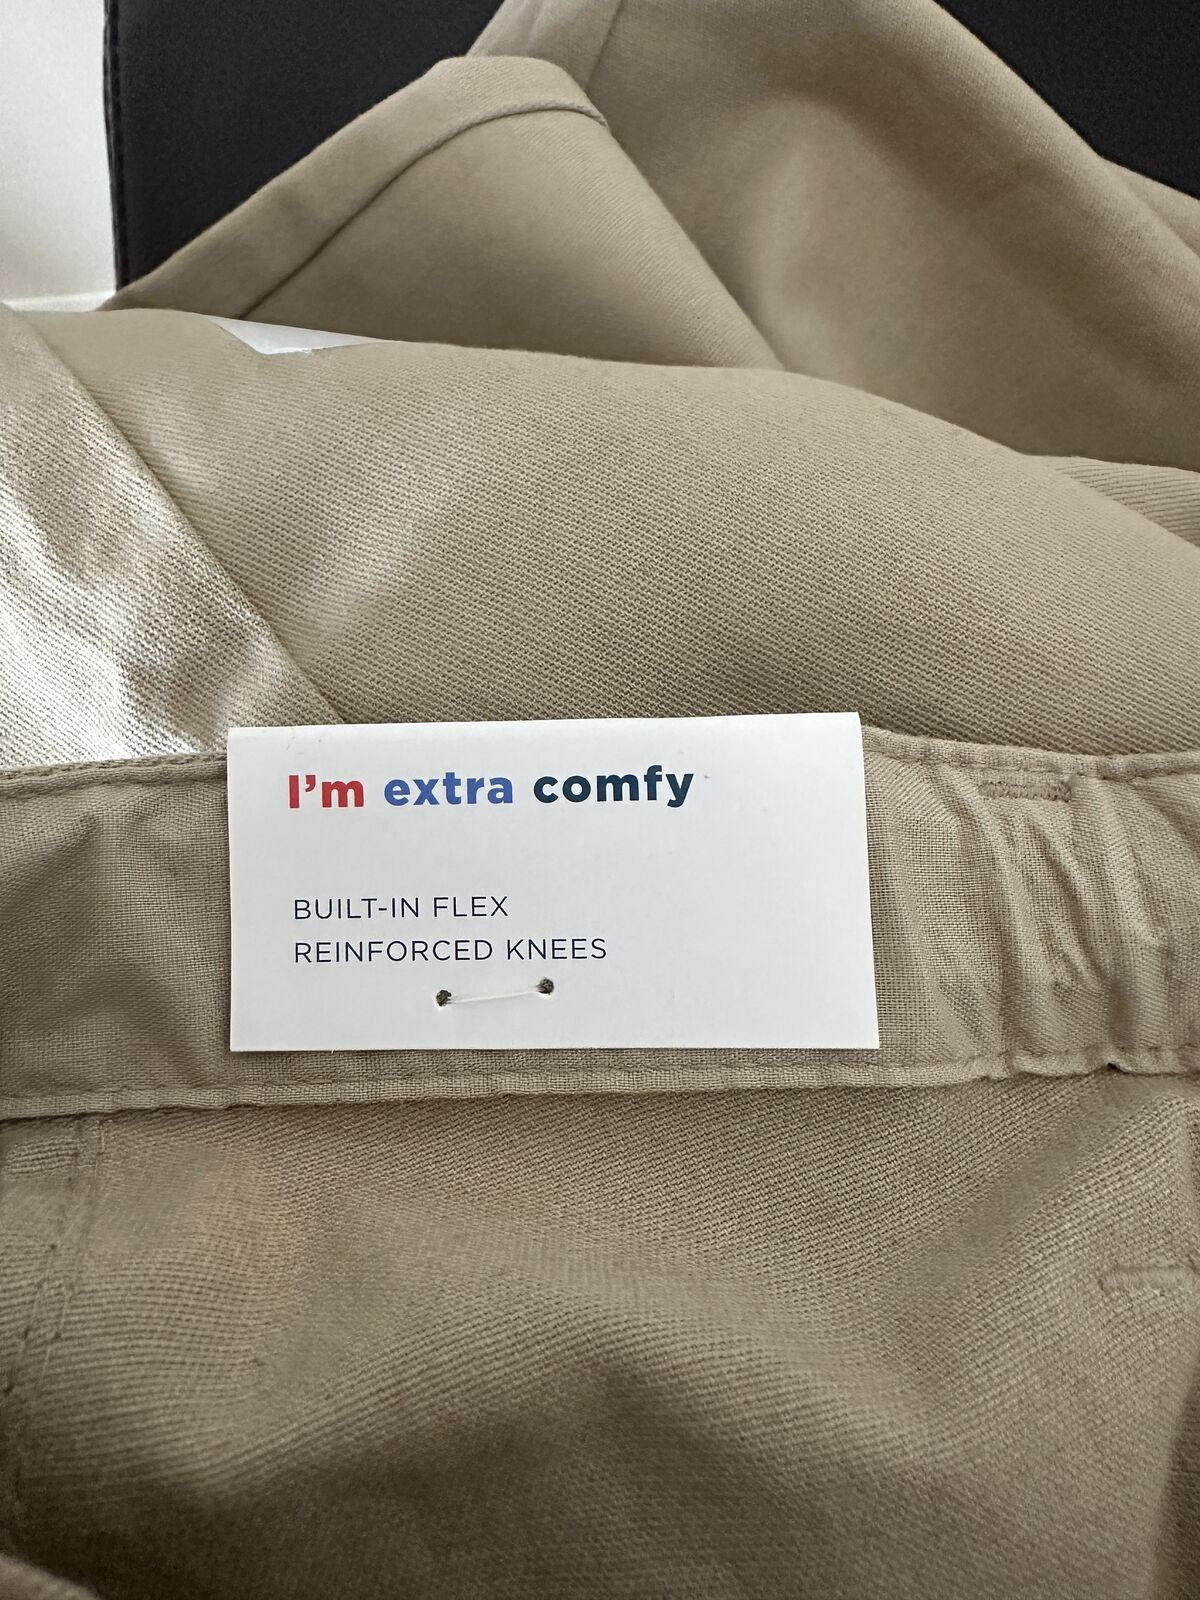 I'm extra comfy
BUILT-IN FLEX
REINFORCED KNEES